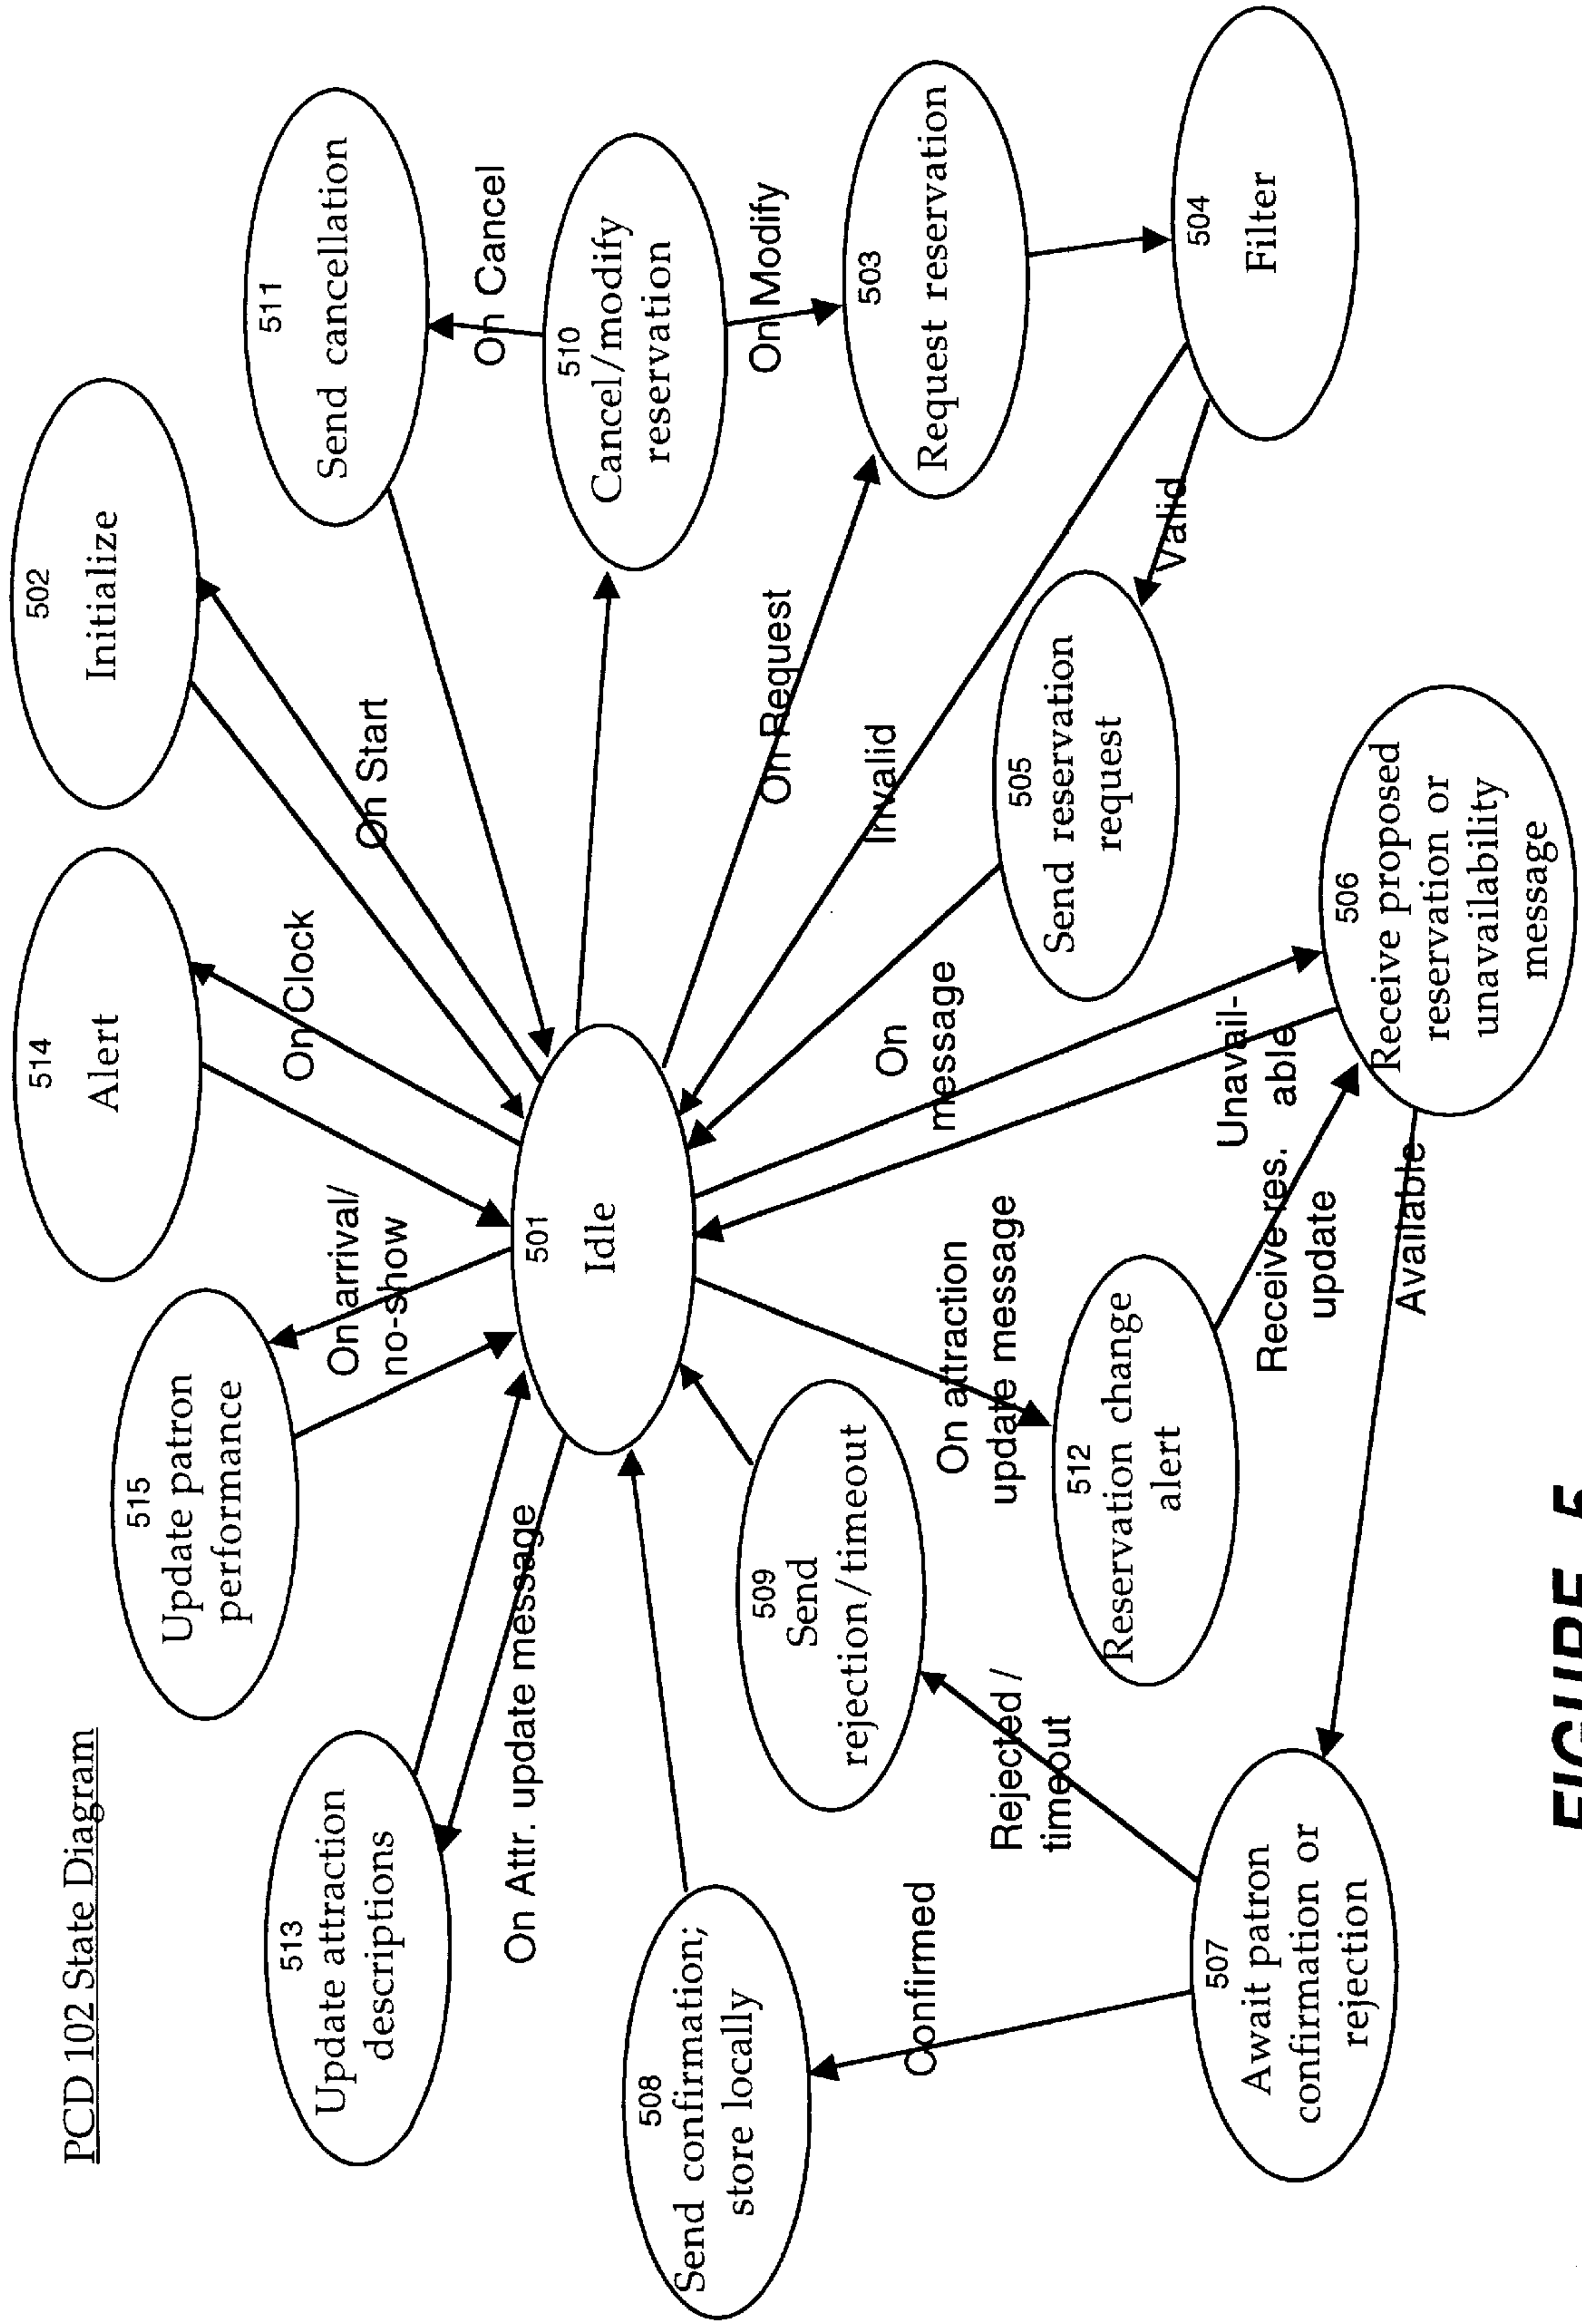 PCD 102 State Diagram
502
Initialize
514
Alert
515
Update patron
performance
513
Update attraction
descriptions
511
Send cancellation
On Start
On Clock
On arrival/
no-show
On Cancel
On Attr. update message
501
Idle
510
Cancel/modify
reservation
508
Send confirmation;
store locally
On Modify
On Request
509
Send
rejection/timeout
503
Request reservation
Invalid
On
message
On attraction
update message
Confirmed
Rejected /
timeout
505
Send reservation
request
512
Reservation change
alert
Valid
504
Filter
Unavail-
able
Receive res.
update
507
Await patron
confirmation or
rejection
506
Receive proposed
reservation or
unavailability
message
Available
FIGURE 5